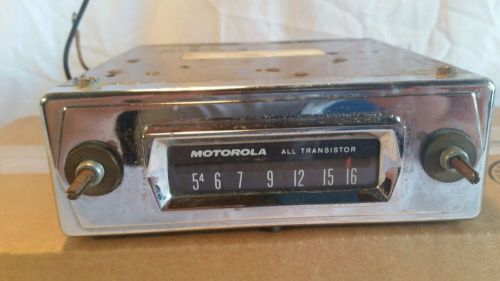 MOTOROLA ALL TRANSISTOR
5⁴ 6 7 9 12 15 16